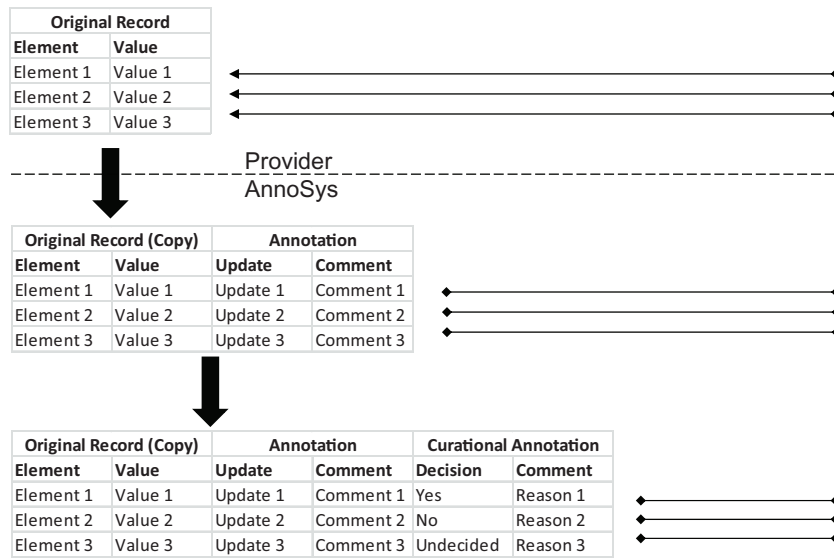 Original Record
Element Value
Element 1 Value 1
Element 2 Value 2
Element 3 Value 3
Provider
AnnoSys
Original Record (Copy) Annotation
Element Value Update Comment
Element 1 Value 1 Update 1 Comment 1
Element 2 Value 2 Update 2 Comment 2
Element 3 Value 3 Update 3 Comment 3
Original Record (Copy) Annotation Curational Annotation
Element Value Update Comment Decision Comment
Element 1 Value 1 Update 1 Comment 1 Yes Reason 1
Element 2 Value 2 Update 2 Comment 2 No Reason 2
Element 3 Value 3 Update 3 Comment 3 Undecided Reason 3